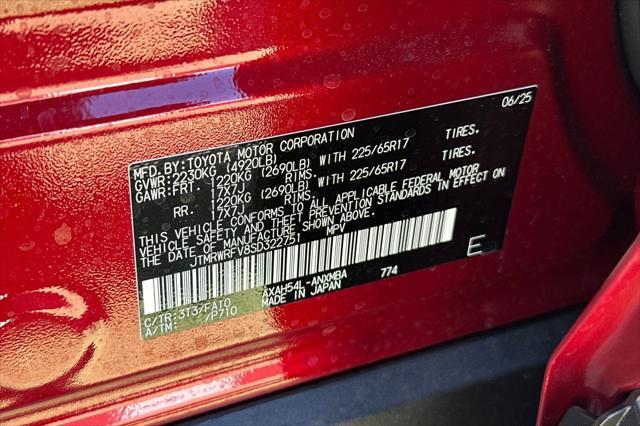 MFD. BY: TOYOTA MOTOR CORPORATION 06/25
GVWR: 2230KG (4920LB)
GAWR: FRT. 1220KG (2690LB) WITH 225/65R17 TIRES.
17X7J RIMS.
RR. 1220KG (2690LB) WITH 225/65R17 TIRES.
17X7J RIMS.
THIS VEHICLE CONFORMS TO ALL APPLICABLE FEDERAL MOTOR
VEHICLE SAFETY AND THEFT PREVENTION STANDARDS IN EFFECT ON
THE DATE OF MANUFACTURE SHOWN ABOVE.
JTMRWRFV8SD322751 MPV
E
C/TR: 3T3/FA10 AXAH54L-ANXMBA 774
A/TM: /P710 MADE IN JAPAN